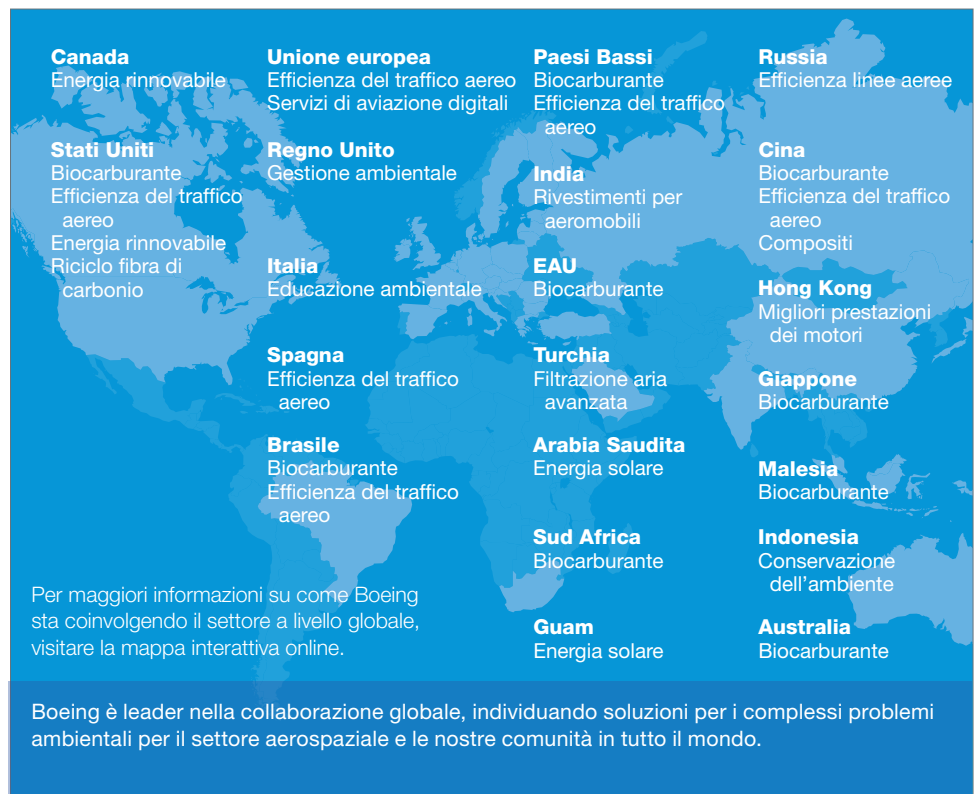 Canada
Energia rinnovabile
Stati Uniti
Biocarburante
Efficienza del traffico
aereo
Energia rinnovabile
Riciclo fibra di
carbonio
Unione europea
Efficienza del traffico aereo
Servizi di aviazione digitali
Regno Unito
Gestione ambientale
Italia
Educazione ambientale
Spagna
Efficienza del traffico
aereo
Brasile
Biocarburante
Efficienza del traffico
aereo
Paesi Bassi
Biocarburante
Efficienza del traffico
aereo
India
Rivestimenti per
aeromobili
EAU
Biocarburante
Turchia
Filtrazione aria
avanzata
Arabia Saudita
Energia solare
Sud Africa
Biocarburante
Guam
Energia solare
Russia
Efficienza linee aeree
Cina
Biocarburante
Efficienza del traffico
aereo
Compositi
Hong Kong
Migliori prestazioni
dei motori
Giappone
Biocarburante
Malesia
Biocarburante
Indonesia
Conservazione
dell'ambiente
Australia
Biocarburante
Per maggiori informazioni su come Boeing
sta coinvolgendo il settore a livello globale,
visitare la mappa interattiva online.
Boeing è leader nella collaborazione globale, individuando soluzioni per i complessi problemi
ambientali per il settore aerospaziale e le nostre comunità in tutto il mondo.